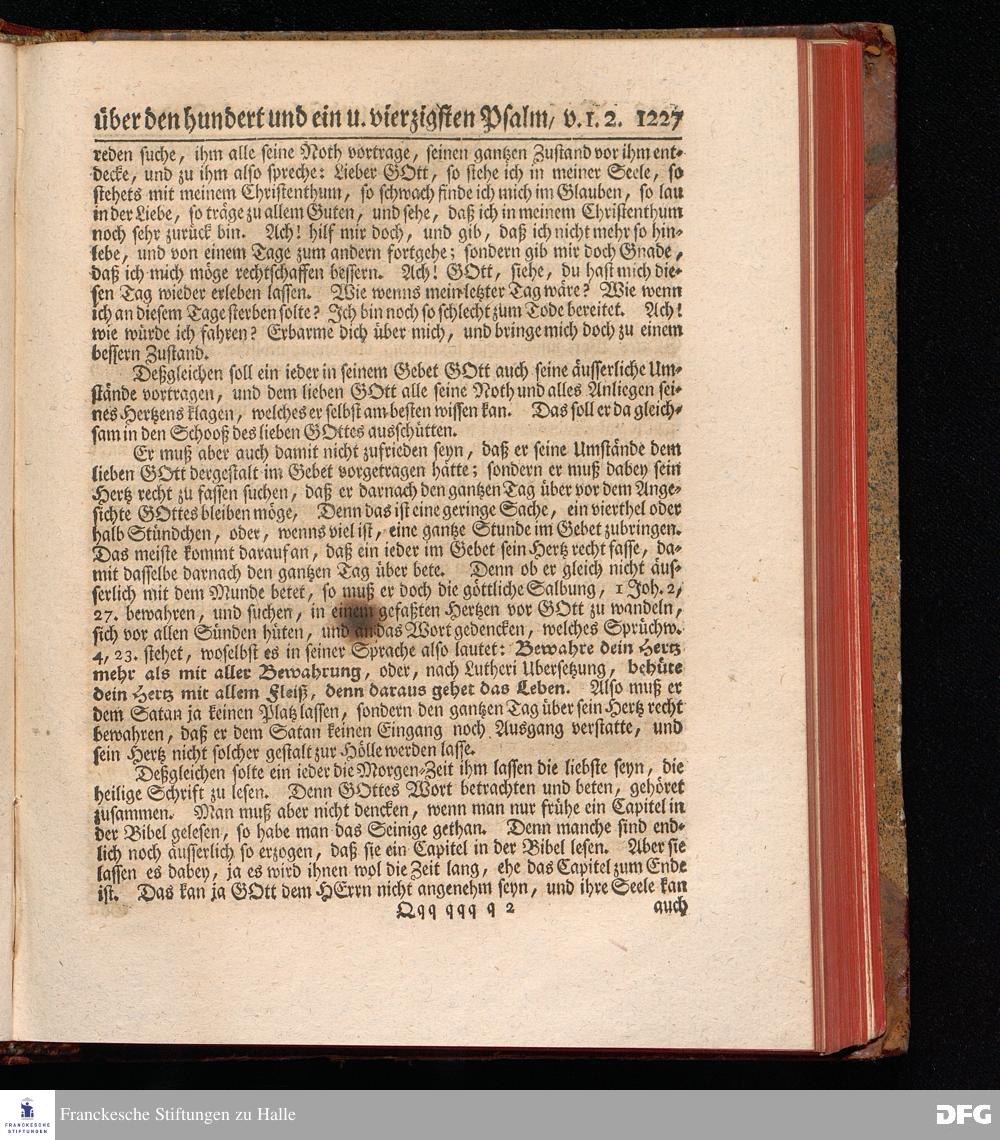 über den hundert und ein u. vierzigsten Psalm, v. 1. 2. 1227
reden suche, ihm alle seine Noth vortrage, seinen gantzen Zustand vor ihm ent-
decke, und zu ihm also spreche: Lieber GOtt, so stehe ich in meiner Seele, so
stehets mit meinem Christenthum, so schwach finde ich mich im Glauben, so lau
in der Liebe, so träge zu allem Guten, und sehe, daß ich in meinem Christenthum
noch sehr zurück bin. Ach! hilf mir doch, und gib, daß ich nicht mehr so hin-
lebe, und von einem Tage zum andern fortgehe; sondern gib mir doch Gnade,
daß ich mich möge rechtschaffen bessern. Ach! GOtt, siehe, du hast mich die-
sen Tag wieder erleben lassen. Wie wenns mein letzter Tag wäre? Wie wenn
ich an diesem Tage sterben solte? Ich bin noch so schlecht zum Tode bereitet. Ach!
wie würde ich fahren? Erbarme dich über mich, und bringe mich doch zu einem
bessern Zustand.
Deßgleichen soll ein ieder in seinem Gebet GOtt auch seine äusserliche Um-
stände vortragen, und dem lieben GOtt alle seine Noth und alles Anliegen sei-
nes Hertzens klagen, welches er selbst am besten wissen kan. Das soll er da gleich-
sam in den Schooß des lieben GOttes ausschütten.
Er muß aber auch damit nicht zufrieden seyn, daß er seine Umstände dem
lieben GOtt dergestalt im Gebet vorgetragen hätte; sondern er muß dabey sein
Hertz recht zu fassen suchen, daß er darnach den gantzen Tag über vor dem Ange-
sichte GOttes bleiben möge, Denn das ist eine geringe Sache, ein vierthel oder
halb Stündchen, oder, wenns viel ist, eine gantze Stunde im Gebet zubringen.
Das meiste kommt darauf an, daß ein ieder im Gebet sein Hertz recht fasse, da-
mit dasselbe darnach den gantzen Tag über bete. Denn ob er gleich nicht äus-
serlich mit dem Munde betet, so muß er doch die göttliche Salbung, 1 Joh. 2,
27. bewahren, und suchen, in einem gefaßten Hertzen vor GOtt zu wandeln,
sich vor allen Sünden hüten, und an das Wort gedencken, welches Sprüchw.
4, 23. stehet, woselbst es in seiner Sprache also lautet: Bewahre dein Hertz
mehr als mit aller Bewahrung, oder, nach Lutheri Ubersetzung, behüte
dein Hertz mit allem Fleiß, denn daraus gehet das Leben. Also muß er
dem Satan ja keinen Platz lassen, sondern den gantzen Tag über sein Hertz recht
bewahren, daß er dem Satan keinen Eingang noch Ausgang verstatte, und
sein Hertz nicht solcher gestalt zur Hölle werden lasse.
Deßgleichen solte ein ieder die Morgen-Zeit ihm lassen die liebste seyn, die
heilige Schrift zu lesen. Denn GOttes Wort betrachten und beten, gehöret
zusammen. Man muß aber nicht dencken, wenn man nur frühe ein Capitel in
der Bibel gelesen, so habe man das Seinige gethan. Denn manche sind end-
lich noch äusserlich so erzogen, daß sie ein Capitel in der Bibel lesen. Aber sie
lassen es dabey, ja es wird ihnen wol die Zeit lang, ehe das Capitel zum Ende
ist. Das kan ja GOtt dem HErrn nicht angenehm seyn, und ihre Seele kan
Qqq qqq q 2 auch
Franckesche Stiftungen zu Halle
FRANCKESCHE
STIFTUNGEN
DFG